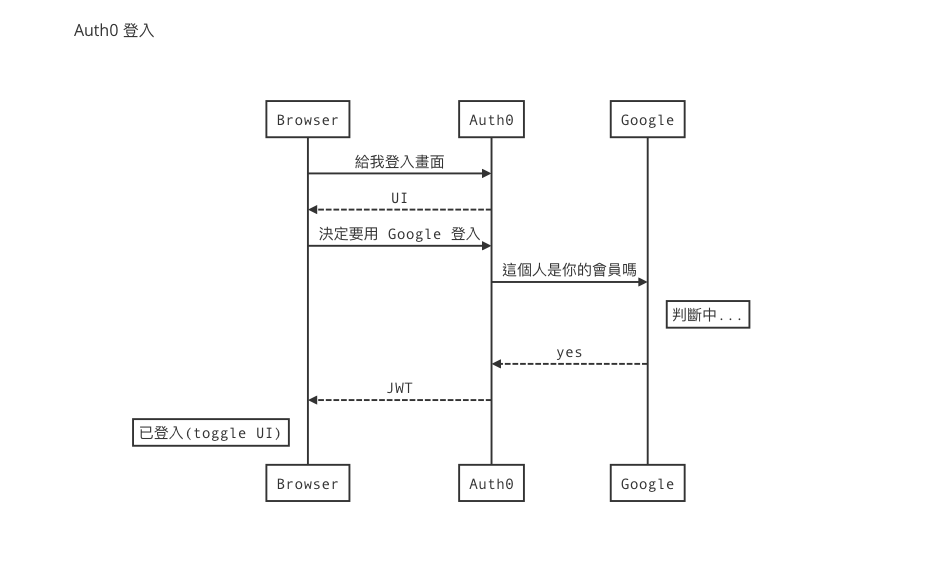 Auth0 登入
Browser
Auth0
Google
給我登入畫面
UI
決定要用 Google 登入
這個人是你的會員嗎
判斷中...
yes
JWT
已登入(toggle UI)
Browser
Auth0
Google